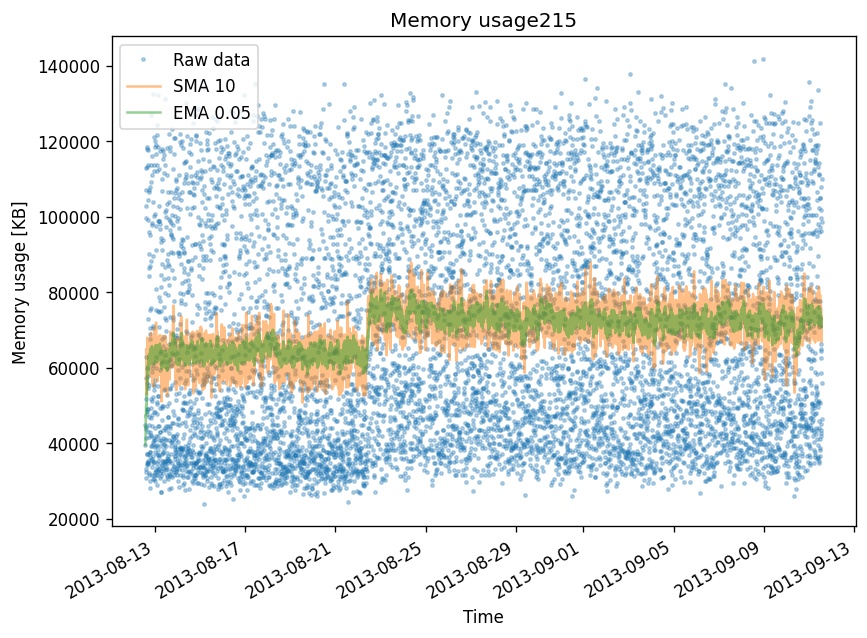 Memory usage215
Raw data
SMA 10
EMA 0.05
Memory usage [KB]
140000
120000
100000
80000
60000
40000
20000
2013-08-13
2013-08-17
2013-08-21
2013-08-25
2013-08-29
2013-09-01
2013-09-05
2013-09-09
2013-09-13
Time